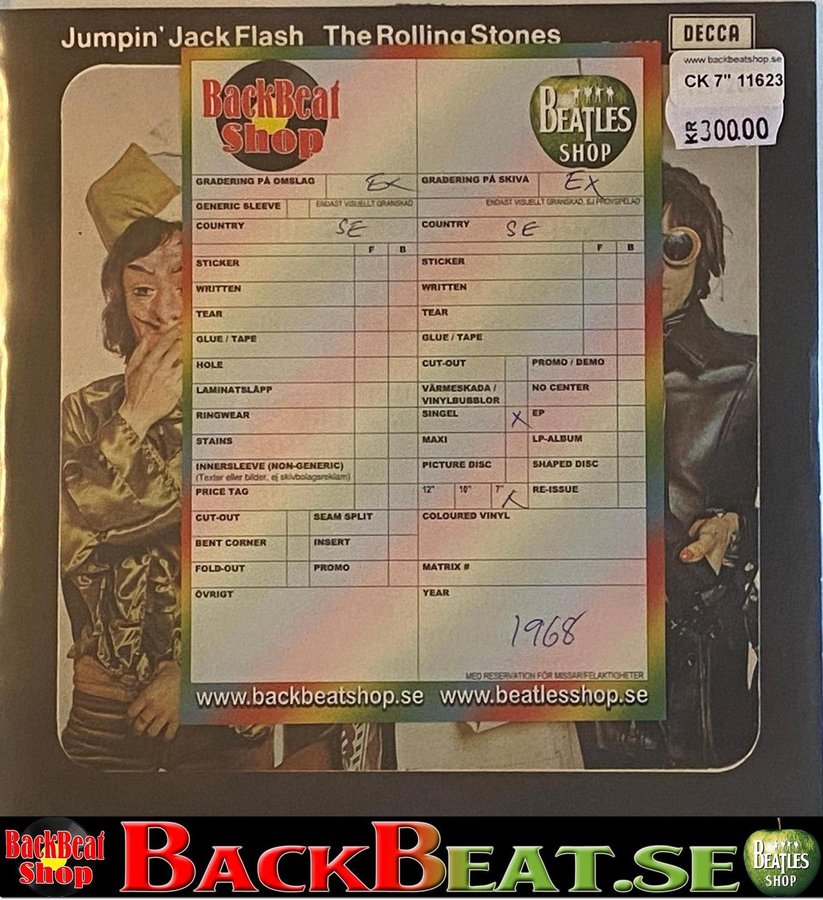 Jumpin' Jack Flash The Rolling Stones
DECCA
www.backbeatshop.se
CK 7" 11623
KR 300.00
BackBeat
Shop
BEATLES
SHOP
GRADERING PÅ OMSLAG EX
GRADERING PÅ SKIVA EX
GENERIC SLEEVE ENDAST VISUELLT GRANSKAD
ENDAST VISUELLT GRANSKAD, EJ PROVSPELAD
COUNTRY SE
COUNTRY SE
F B
F B
STICKER
STICKER
WRITTEN
WRITTEN
TEAR
TEAR
GLUE / TAPE
GLUE / TAPE
HOLE
CUT-OUT PROMO / DEMO
LAMINATSLÄPP
VÄRMESKADA / NO CENTER
VINYLBUBBLOR
RINGWEAR
SINGEL X EP
STAINS
MAXI LP-ALBUM
INNERSLEEVE (NON-GENERIC)
(Texter eller bilder, ej skivbolagsreklam)
PICTURE DISC SHAPED DISC
PRICE TAG
12" 10" 7" X RE-ISSUE
CUT-OUT SEAM SPLIT
COLOURED VINYL
BENT CORNER INSERT
FOLD-OUT PROMO
MATRIX #
ÖVRIGT
YEAR
1968
MED RESERVATION FÖR MISSAR/FELAKTIGHETER
www.backbeatshop.se www.beatlesshop.se
BackBeat
Shop
BACKBEAT.SE
BEATLES
SHOP